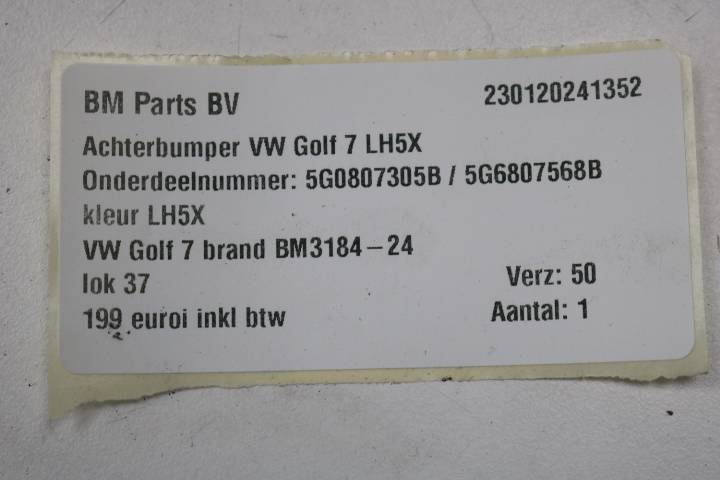 BM Parts BV 230120241352
Achterbumper VW Golf 7 LH5X
Onderdeelnummer: 5G0807305B / 5G6807568B
kleur LH5X
VW Golf 7 brand BM3184-24
lok 37 Verz: 50
199 euroi inkl btw Aantal: 1